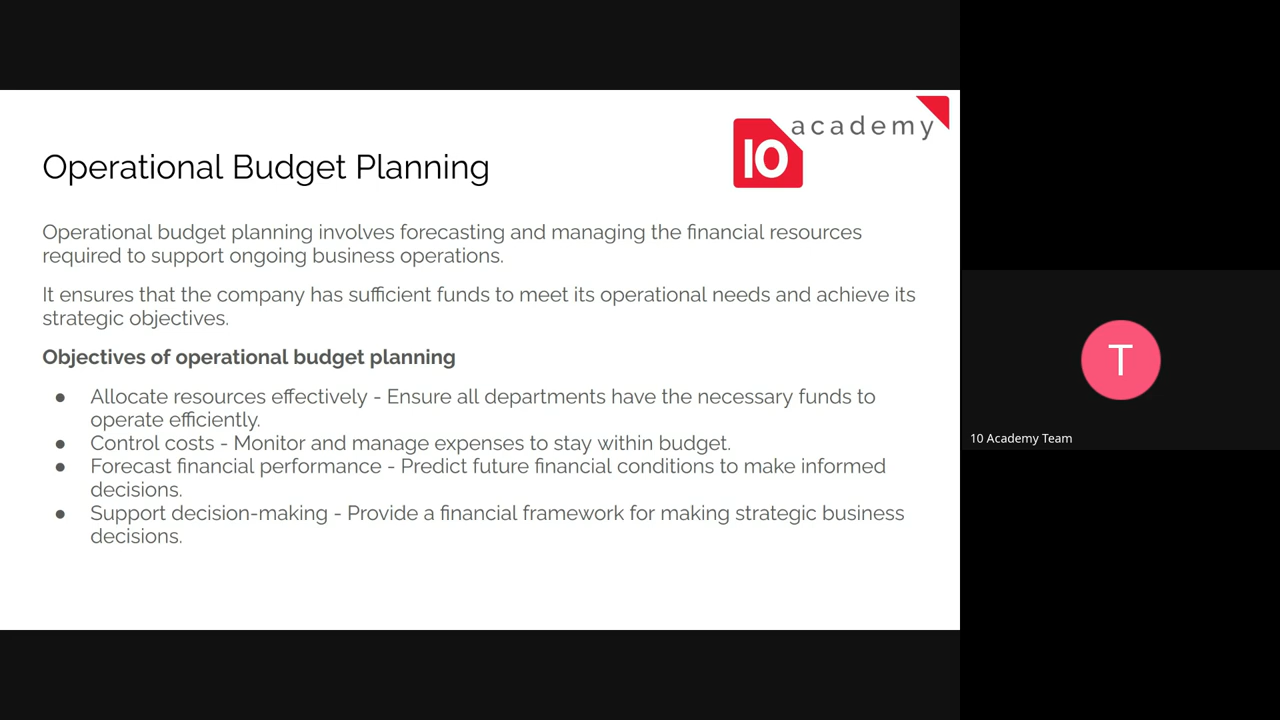 academy
10
Operational Budget Planning
Operational budget planning involves forecasting and managing the financial resources
required to support ongoing business operations.
It ensures that the company has sufficient funds to meet its operational needs and achieve its
strategic objectives.
Objectives of operational budget planning
● Allocate resources effectively - Ensure all departments have the necessary funds to
operate efficiently.
● Control costs - Monitor and manage expenses to stay within budget.
● Forecast financial performance - Predict future financial conditions to make informed
decisions.
● Support decision-making - Provide a financial framework for making strategic business
decisions.
T
10 Academy Team